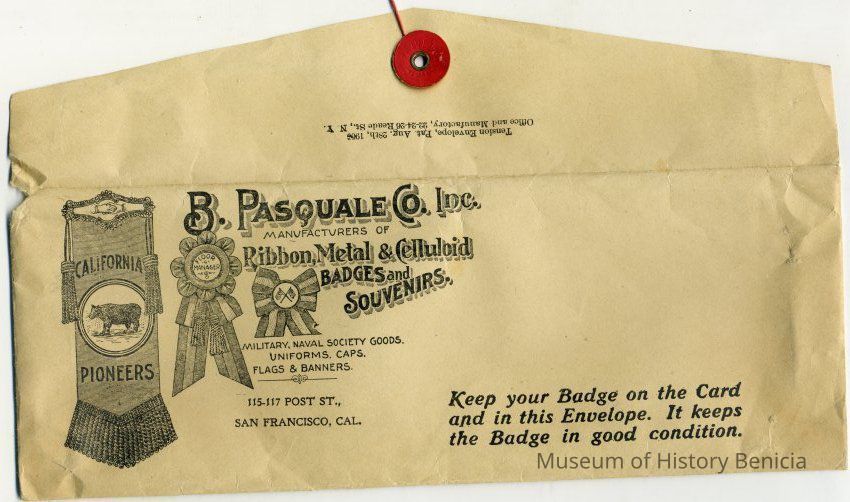 Tension Envelope, Pat. Aug. 28th, 1906
Office and Manufactory, 22-24-26 Reade St., N. Y.
B. PASQUALE CO. Inc.
MANUFACTURERS OF
Ribbon, Metal & Celluloid
BADGES and
SOUVENIRS.
CALIFORNIA
PIONEERS
MANAGER
MILITARY, NAVAL SOCIETY GOODS.
UNIFORMS, CAPS.
FLAGS & BANNERS.
115-117 POST ST.,
SAN FRANCISCO, CAL.
Keep your Badge on the Card
and in this Envelope. It keeps
the Badge in good condition.
Museum of History Benicia